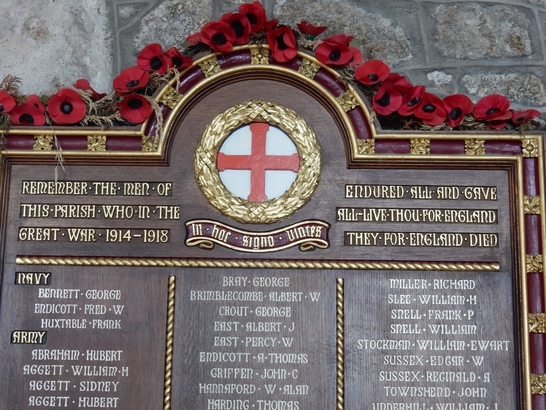 REMEMBER·THE·MEN·OF
THIS·PARISH·WHO·IN·THE
GREAT·WAR·1914–1918
In·hoc·signo·vinces
ENDURED·ALL·AND·GAVE
ALL·LIVE·THOU·FOR·ENGLAND
THEY·FOR·ENGLAND·DIED
NAVY
BENNETT·GEORGE
ENDICOTT·FRED·W
HUXTABLE·FRANK
ARMY
ABRAHAM·HUBERT
AGGETT·WILLIAM·H
AGGETT·SIDNEY
AGGETT·HUBERT
BRAY·GEORGE
BRIMBLECOMBE·ALBERT·W
CROUT·GEORGE
EAST·ALBERT·J
EAST·PERCY·W
ENDICOTT·A·THOMAS
GRIFFEN·JOHN·C
HANNAFORD·W·ALAN
HARDING·THOMAS
MILLER·RICHARD
SLEE·WILLIAM·H
SNELL·FRANK·P
SNELL·WILLIAM
STOCKMAN·WILLIAM·EWART
SUSSEX·EDGAR·W
SUSSEX·REGINALD·A
TOWNSHEND·JOHN
UNDERHILL·WILLIAM·J